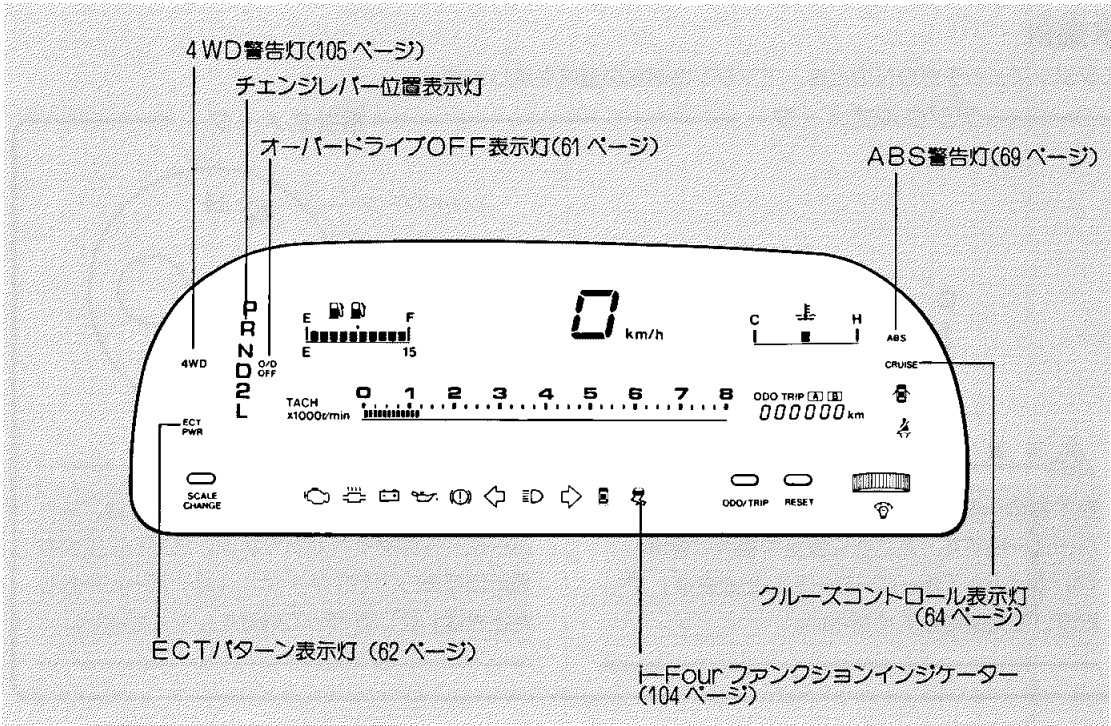 4WD警告灯(105ページ)
チェンジレバー位置表示灯
オーバードライブOFF表示灯(61ページ)
ABS警告灯(69ページ)
P
R
N
D
2
L
4WD
O/D
OFF
ECT
PWR
E F
E 15
0 km/h
C H
ABS
CRUISE
TACH
x1000r/min
0 1 2 3 4 5 6 7 8
ODO TRIP A B
000000 km
SCALE
CHANGE
ODO/TRIP RESET
クルーズコントロール表示灯
(64ページ)
ECTパターン表示灯 (62ページ)
i-Four ファンクションインジケーター
(104ページ)